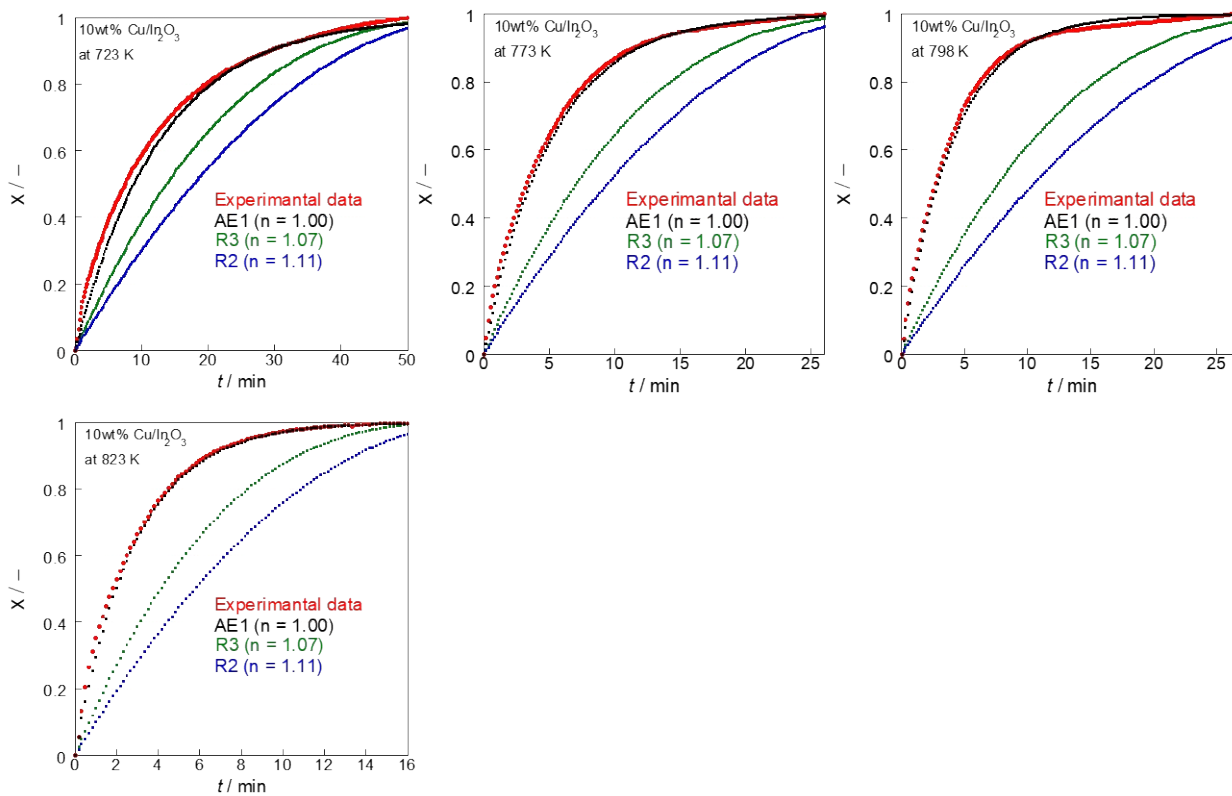 10wt% Cu/In2O3
at 723 K
1
0.8
0.6
0.4
0.2
0
X / –
Experimantal data
AE1 (n = 1.00)
R3 (n = 1.07)
R2 (n = 1.11)
0 10 20 30 40 50
t / min
10wt% Cu/In2O3
at 773 K
1
0.8
0.6
0.4
0.2
0
X / –
Experimantal data
AE1 (n = 1.00)
R3 (n = 1.07)
R2 (n = 1.11)
0 5 10 15 20 25
t / min
10wt% Cu/In2O3
at 798 K
1
0.8
0.6
0.4
0.2
0
X / –
Experimantal data
AE1 (n = 1.00)
R3 (n = 1.07)
R2 (n = 1.11)
0 5 10 15 20 25
t / min
10wt% Cu/In2O3
at 823 K
1
0.8
0.6
0.4
0.2
0
X / –
Experimantal data
AE1 (n = 1.00)
R3 (n = 1.07)
R2 (n = 1.11)
0 2 4 6 8 10 12 14 16
t / min